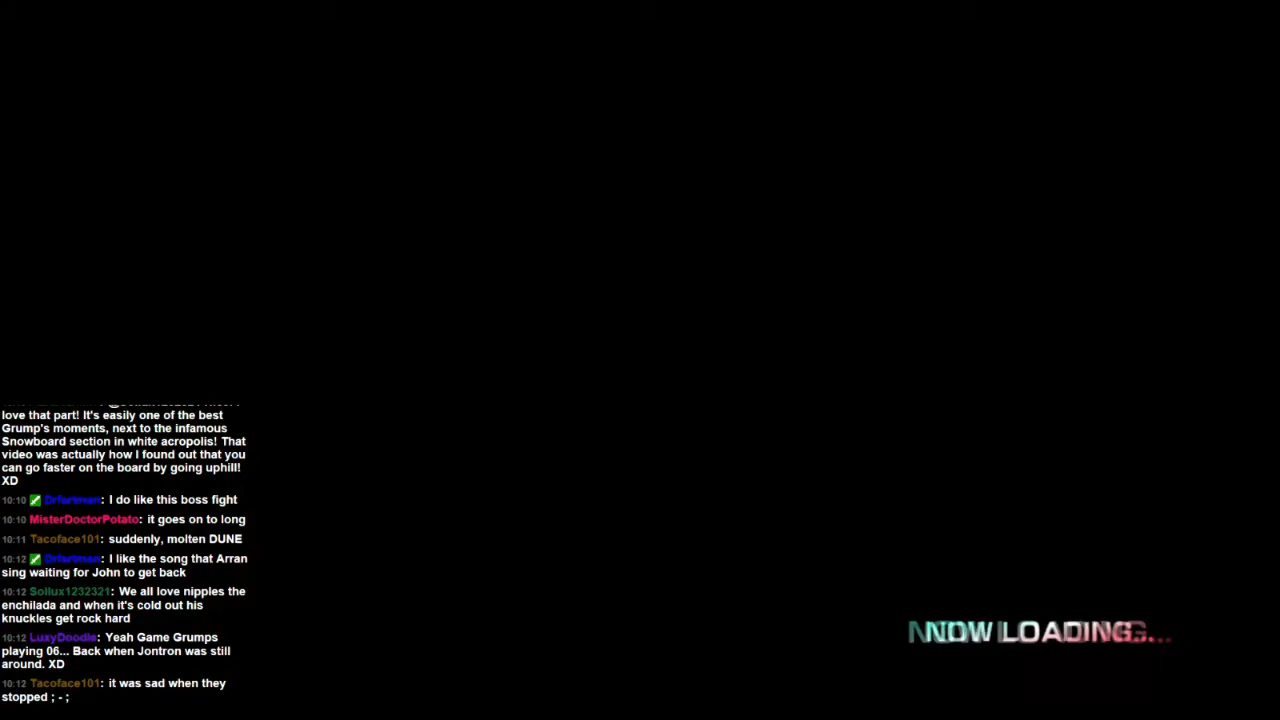 love that part! It's easily one of the best
Grump's moments, next to the infamous
Snowboard section in white acropolis! That
video was actually how I found out that you
can go faster on the board by going uphill!
XD
10:10 Drfartman: I do like this boss fight
10:10 MisterDoctorPotato: it goes on to long
10:11 Tacoface101: suddenly, molten DUNE
10:12 Drfartman: I like the song that Arran
sing waiting for John to get back
10:12 Sollux1232321: We all love nipples the
enchilada and when it's cold out his
knuckles get rock hard
10:12 LuxyDoodle: Yeah Game Grumps
playing 06... Back when Jontron was still
around. XD
10:12 Tacoface101: it was sad when they
stopped ; - ;
NOW LOADING...